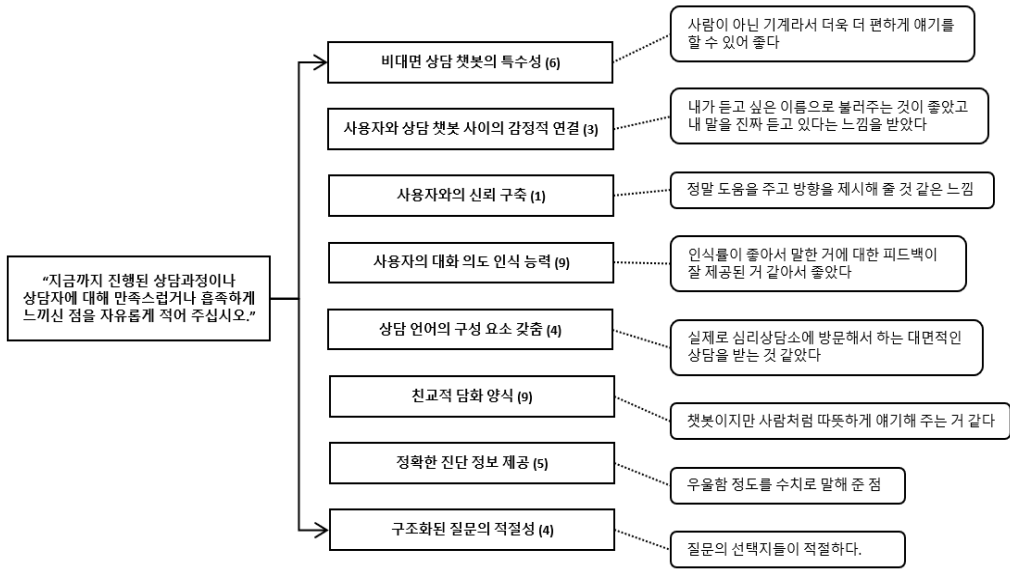 “지금까지 진행된 상담과정이나
상담자에 대해 만족스럽거나 흡족하게
느끼신 점을 자유롭게 적어 주십시오.”
비대면 상담 챗봇의 특수성 (6)
사람이 아닌 기계라서 더욱 더 편하게 얘기를
할 수 있어 좋다
사용자와 상담 챗봇 사이의 감정적 연결 (3)
내가 듣고 싶은 이름으로 불러주는 것이 좋았고
내 말을 진짜 듣고 있다는 느낌을 받았다
사용자와의 신뢰 구축 (1)
정말 도움을 주고 방향을 제시해 줄 것 같은 느낌
사용자의 대화 의도 인식 능력 (9)
인식률이 좋아서 말한 거에 대한 피드백이
잘 제공된 거 같아서 좋았다
상담 언어의 구성 요소 갖춤 (4)
실제로 심리상담소에 방문해서 하는 대면적인
상담을 받는 것 같았다
친교적 담화 양식 (9)
챗봇이지만 사람처럼 따뜻하게 얘기해 주는 거 같다
정확한 진단 정보 제공 (5)
우울함 정도를 수치로 말해 준 점
구조화된 질문의 적절성 (4)
질문의 선택지들이 적절하다.